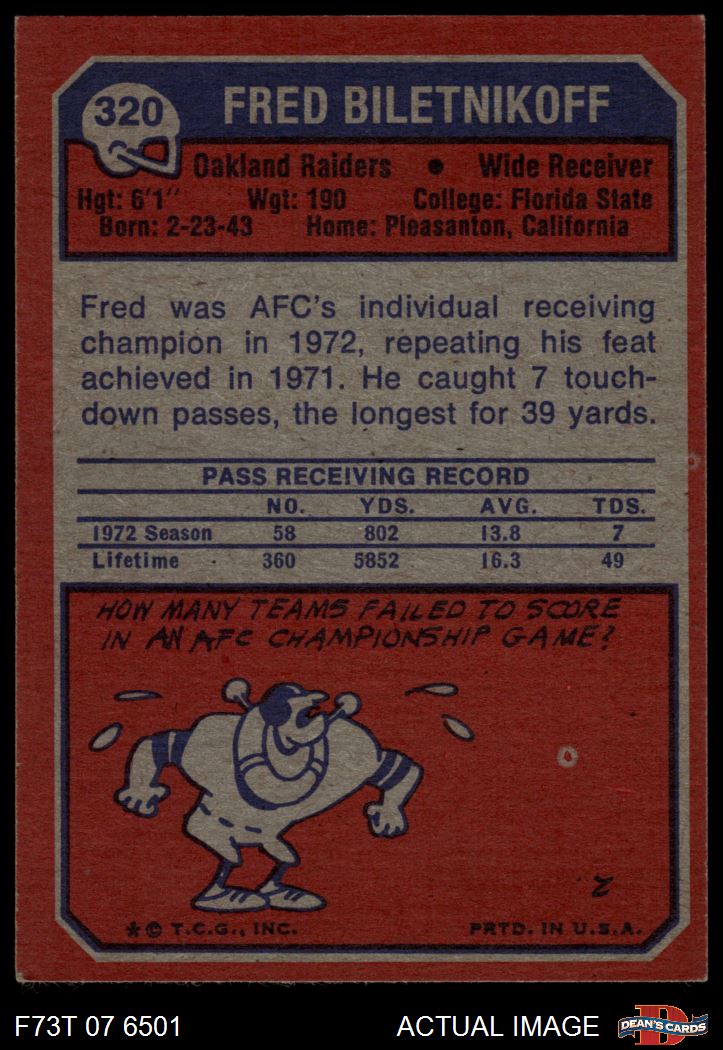 320 FRED BILETNIKOFF
Oakland Raiders • Wide Receiver
Hgt: 6'1" Wgt: 190 College: Florida State
Born: 2-23-43 Home: Pleasanton, California
Fred was AFC's individual receiving
champion in 1972, repeating his feat
achieved in 1971. He caught 7 touch-
down passes, the longest for 39 yards.
PASS RECEIVING RECORD
NO. YDS. AVG. TDS.
1972 Season 58 802 13.8 7
Lifetime 360 5852 16.3 49
HOW MANY TEAMS FAILED TO SCORE
IN AN AFC CHAMPIONSHIP GAME?
2
* © T.C.G., INC. PRTD. IN U.S.A.
F73T 07 6501 ACTUAL IMAGE DEAN'S CARDS